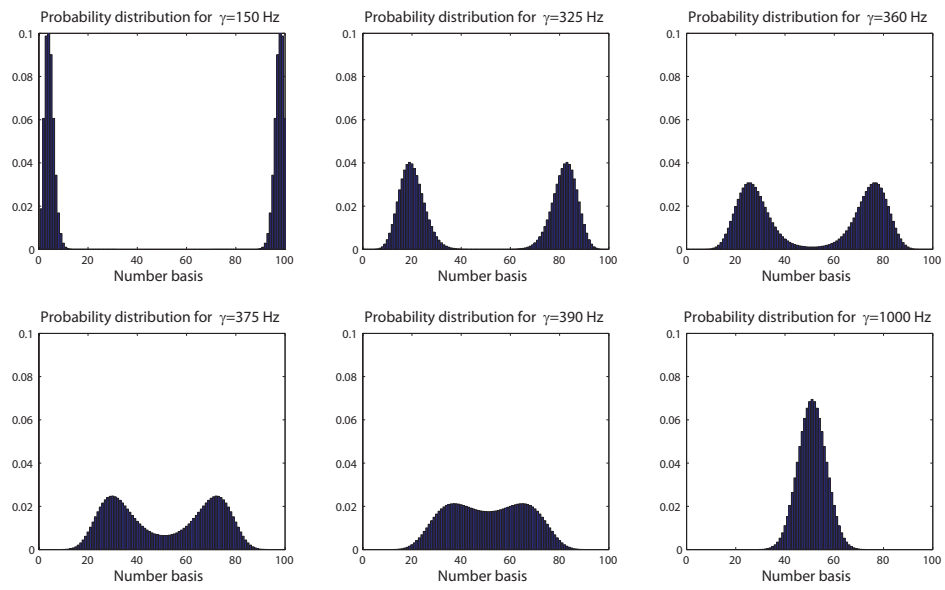 Probability distribution for γ=150 Hz
0.1
0.08
0.06
0.04
0.02
0
0 20 40 60 80 100
Number basis
Probability distribution for γ=325 Hz
0.1
0.08
0.06
0.04
0.02
0
0 20 40 60 80 100
Number basis
Probability distribution for γ=360 Hz
0.1
0.08
0.06
0.04
0.02
0
0 20 40 60 80 100
Number basis
Probability distribution for γ=375 Hz
0.1
0.08
0.06
0.04
0.02
0
0 20 40 60 80 100
Number basis
Probability distribution for γ=390 Hz
0.1
0.08
0.06
0.04
0.02
0
0 20 40 60 80 100
Number basis
Probability distribution for γ=1000 Hz
0.1
0.08
0.06
0.04
0.02
0
0 20 40 60 80 100
Number basis